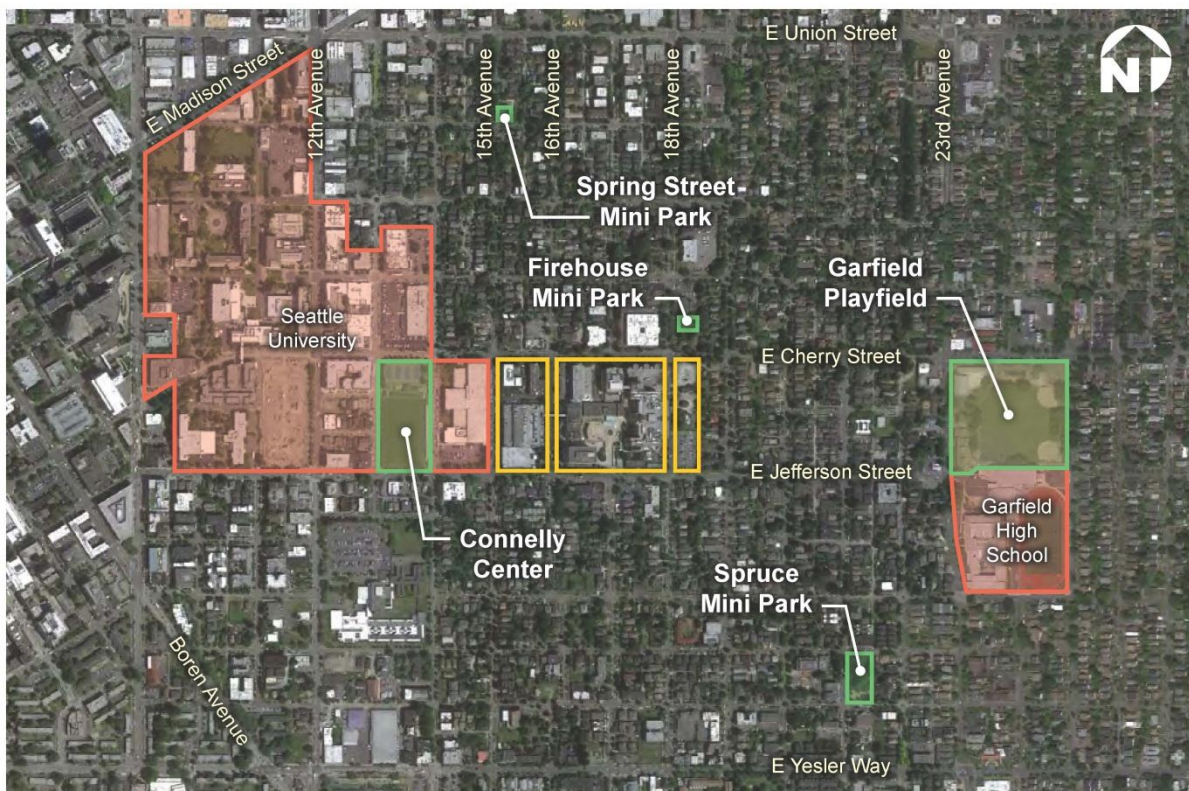 E Union Street
N
E Madison Street
12th Avenue
15th Avenue
16th Avenue
18th Avenue
23rd Avenue
Spring Street
Mini Park
Firehouse
Mini Park
Garfield
Playfield
Seattle
University
E Cherry Street
E Jefferson Street
Connelly
Center
Garfield
High
School
Spruce
Mini Park
Boren Avenue
E Yesler Way